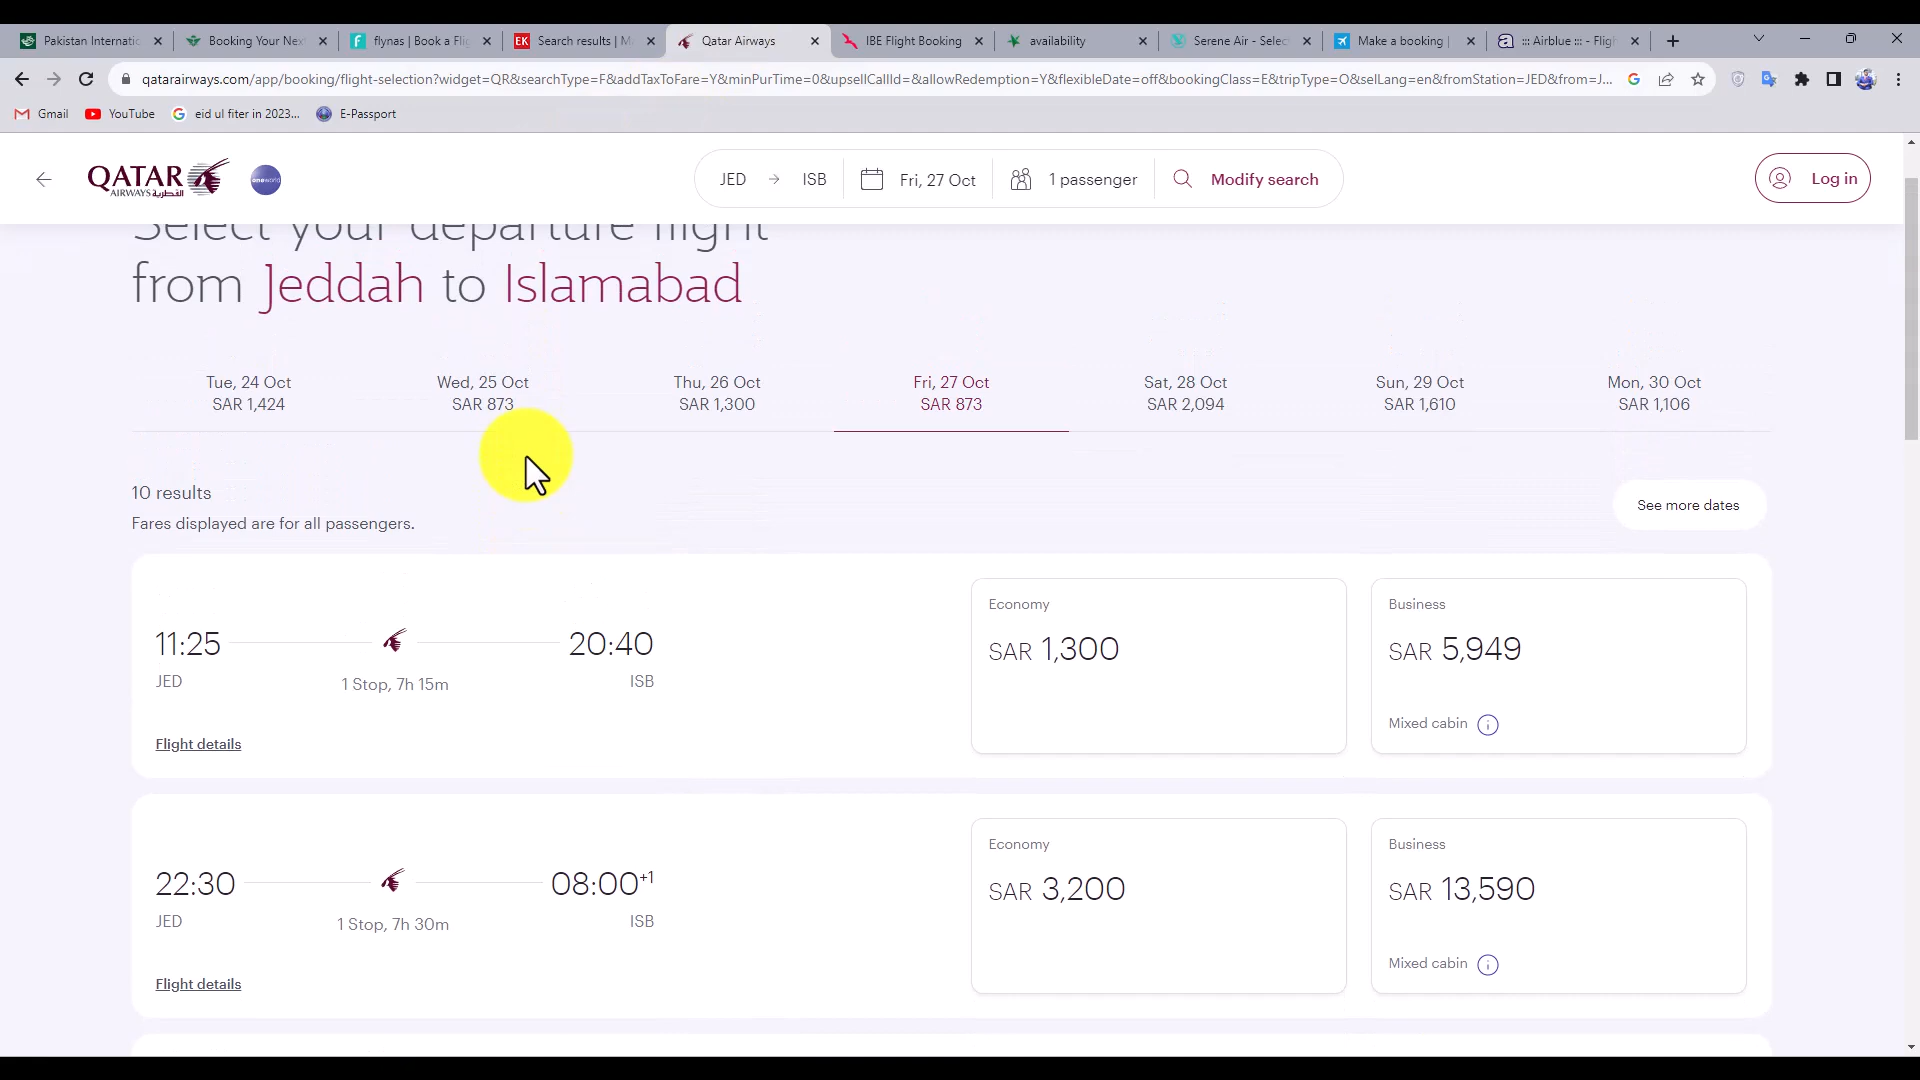 Pakistan Internatic
Booking Your Nex
flynas | Book a Flig
EK
Search results | M
Qatar Airways
IBE Flight Booking
availability
Serene Air - Selec
Make a booking |
::: Airblue ::: - Fligh
qatarairways.com/app/booking/flight-selection?widget=QR&searchType=F&addTaxToFare=Y&minPurTime=0&upsellCallId=&allowRedemption=Y&flexibleDate=off&bookingClass=E&tripType=O&selLang=en&fromStation=JED&from=J...
Gmail
YouTube
eid ul fiter in 2023...
E-Passport
QATAR
AIRWAYS القطرية
oneworld
JED → ISB
Fri, 27 Oct
1 passenger
Modify search
Log in
Select your departure flight
from Jeddah to Islamabad
Tue, 24 Oct
SAR 1,424
Wed, 25 Oct
SAR 873
Thu, 26 Oct
SAR 1,300
Fri, 27 Oct
SAR 873
Sat, 28 Oct
SAR 2,094
Sun, 29 Oct
SAR 1,610
Mon, 30 Oct
SAR 1,106
10 results
Fares displayed are for all passengers.
See more dates
11:25
JED
1 Stop, 7h 15m
20:40
ISB
Flight details
Economy
SAR 1,300
Business
SAR 5,949
Mixed cabin
22:30
JED
1 Stop, 7h 30m
08:00+1
ISB
Flight details
Economy
SAR 3,200
Business
SAR 13,590
Mixed cabin